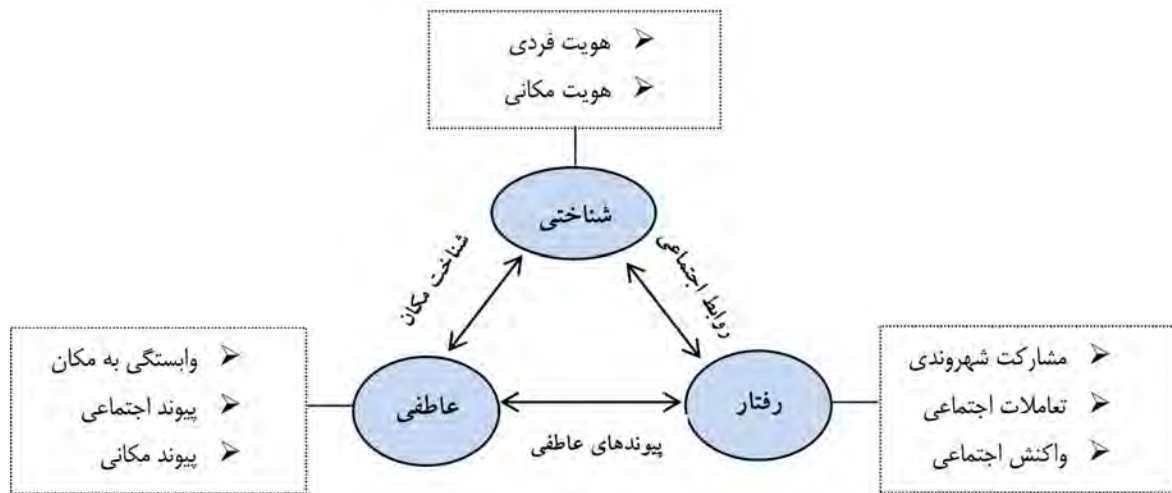 هویت فردی
هویت مکانی
شناختی
شناخت مکان
روابط اجتماعی
وابستگی به مکان
پیوند اجتماعی
پیوند مکانی
عاطفی
پیوندهای عاطفی
رفتار
مشارکت شهروندی
تعاملات اجتماعی
واکنش اجتماعی